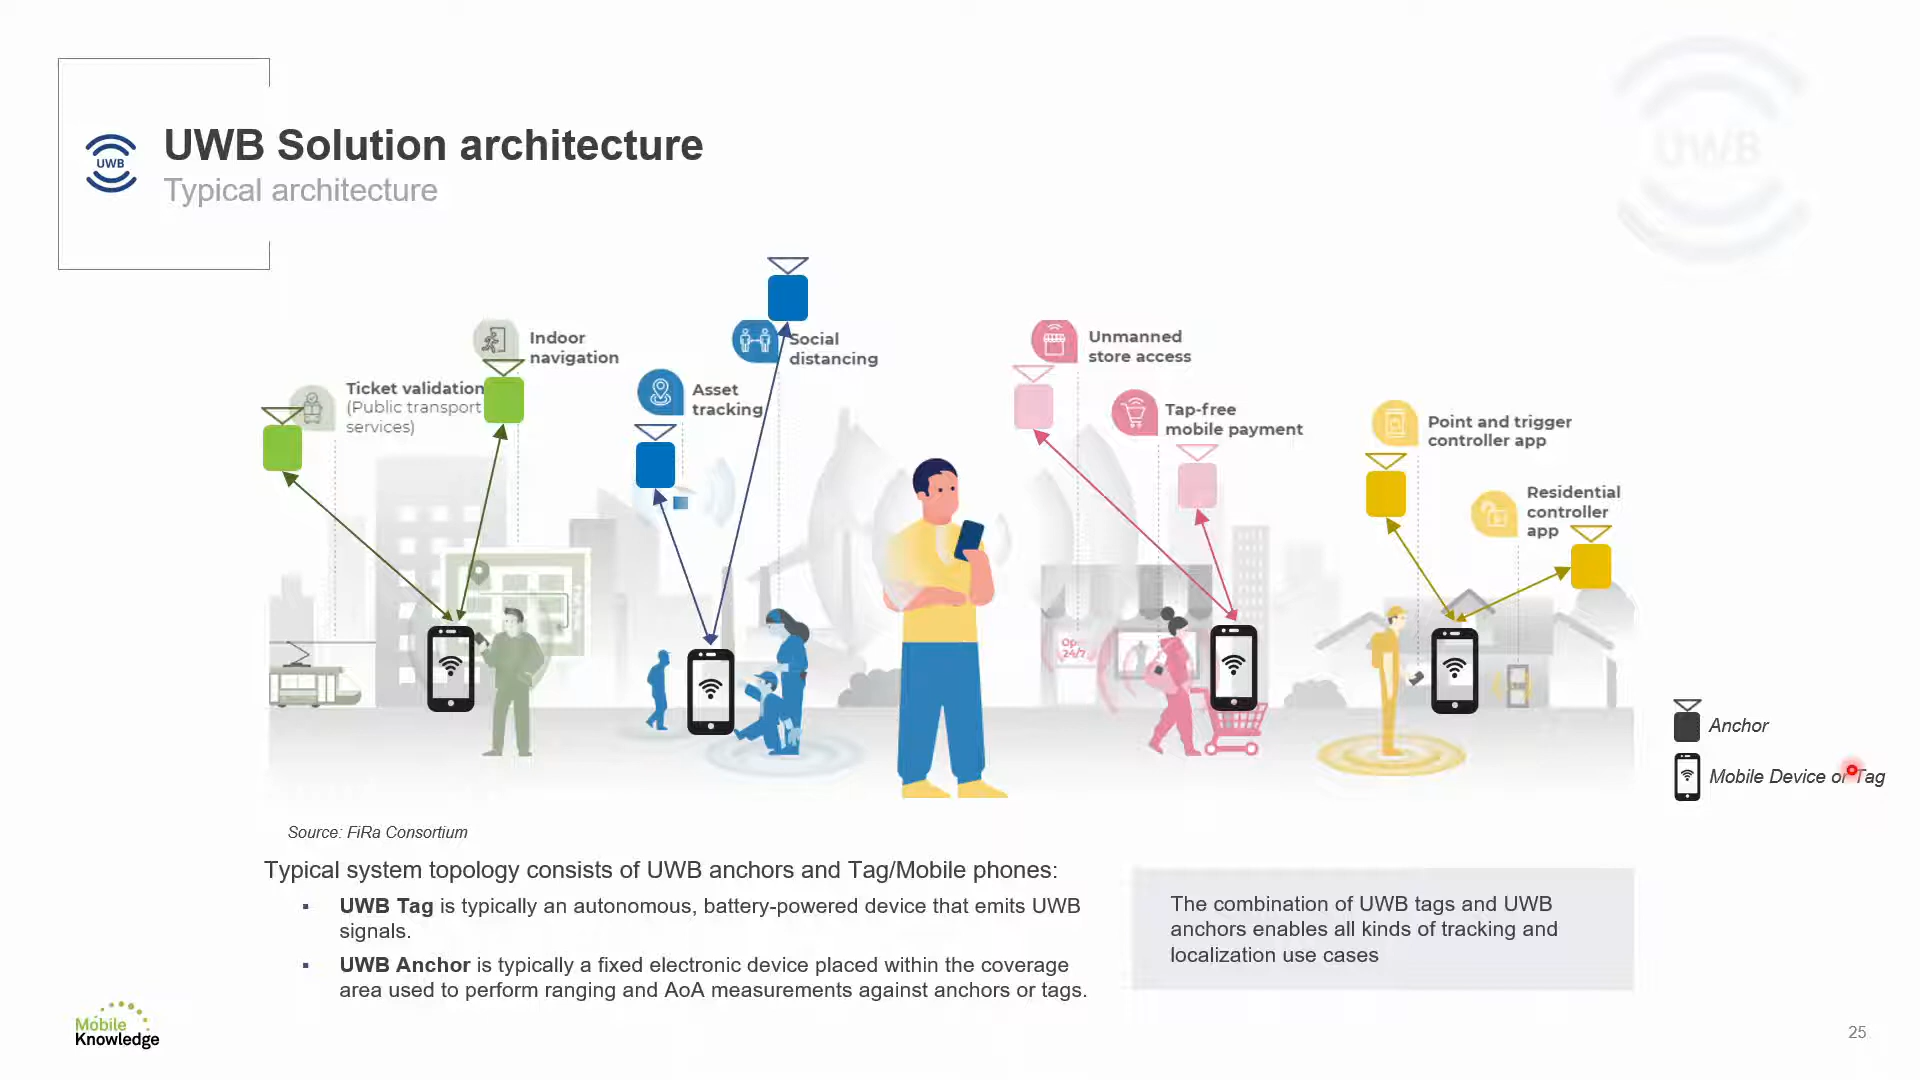 UWB
UWB Solution architecture
Typical architecture
UWB
Indoor
navigation
Ticket validation
(Public transport
services)
Social
distancing
Asset
tracking
Unmanned
store access
Tap-free
mobile payment
Point and trigger
controller app
Residential
controller
app
Op
24/7
Anchor
Mobile Device or Tag
Source: FiRa Consortium
Typical system topology consists of UWB anchors and Tag/Mobile phones:
▪ UWB Tag is typically an autonomous, battery-powered device that emits UWB
signals.
▪ UWB Anchor is typically a fixed electronic device placed within the coverage
area used to perform ranging and AoA measurements against anchors or tags.
The combination of UWB tags and UWB
anchors enables all kinds of tracking and
localization use cases
Mobile
Knowledge
25